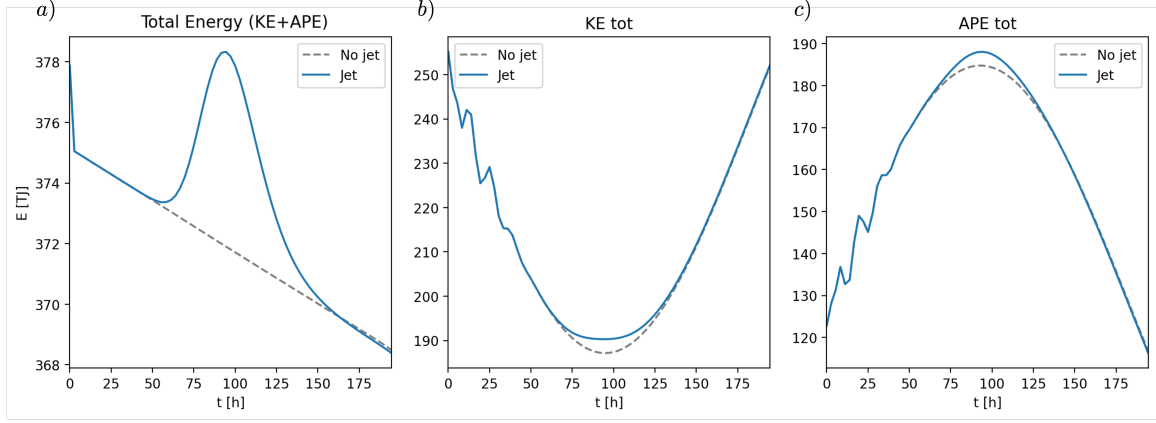 a)
Total Energy (KE+APE)
No jet
Jet
378
376
374
372
370
368
E [TJ]
0 25 50 75 100 125 150 175
t [h]
b)
KE tot
No jet
Jet
250
240
230
220
210
200
190
0 25 50 75 100 125 150 175
t [h]
c)
APE tot
No jet
Jet
190
180
170
160
150
140
130
120
0 25 50 75 100 125 150 175
t [h]